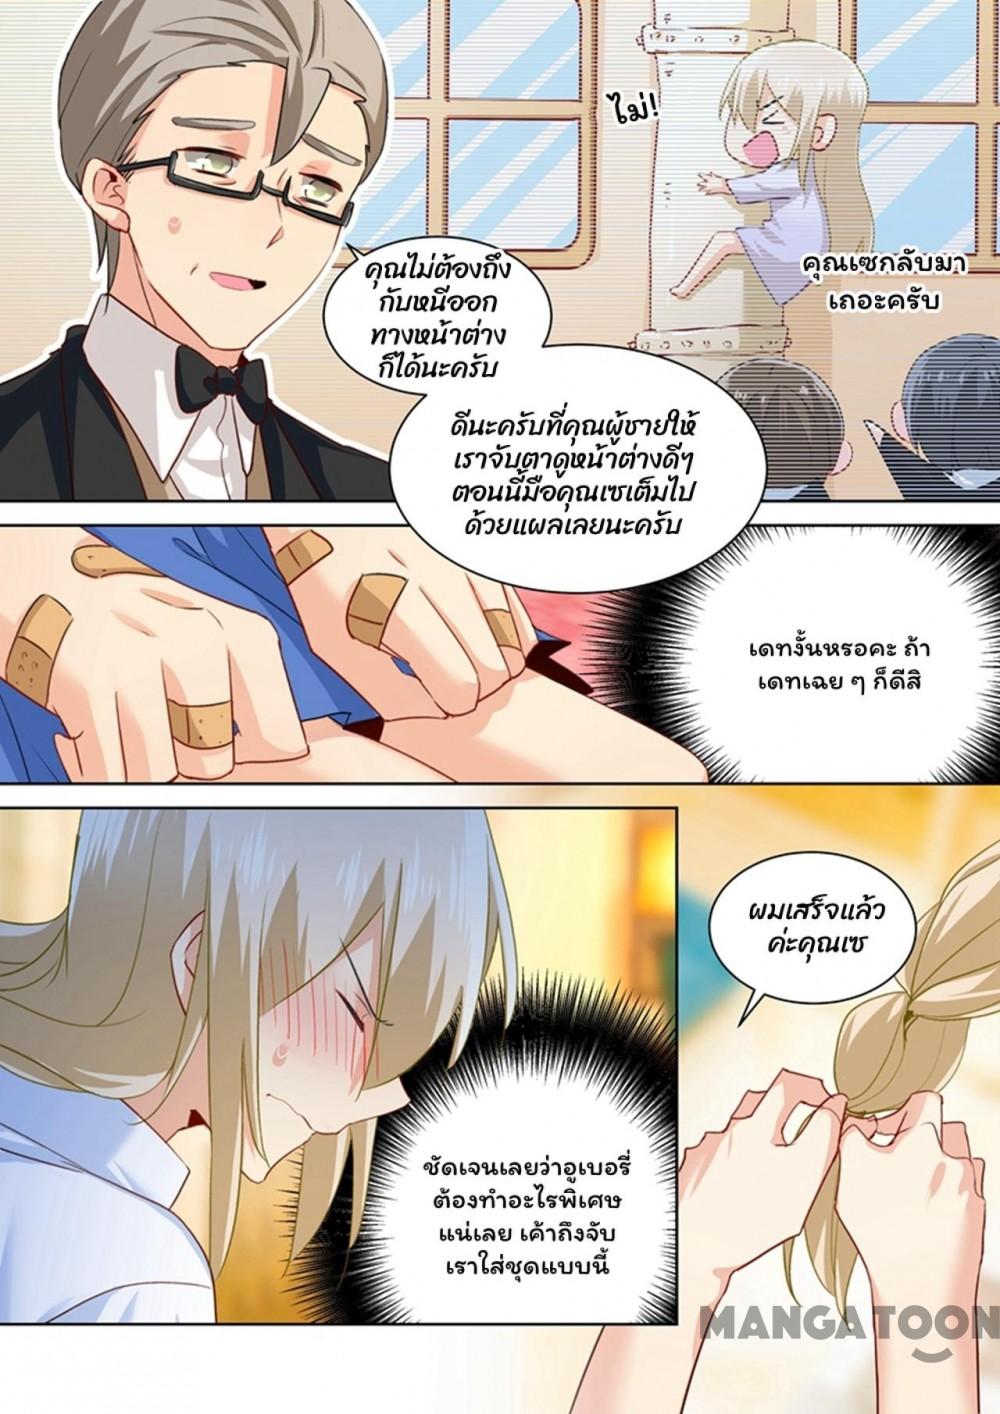 ไม่!
คุณเซกลับมา
เถอะครับ
คุณไม่ต้องถึง
กับหนีออก
ทางหน้าต่าง
ก็ได้นะครับ
ดีนะครับที่คุณผู้ชายให้
เราจับตาดูหน้าต่างดีๆ
ตอนนี้มือคุณเซเต็มไป
ด้วยแผลเลยนะครับ
เดทงั้นหรอคะ ถ้า
เดทเฉย ๆ ก็ดีสิ
ผมเสร็จแล้ว
ค่ะคุณเซ
ชัดเจนเลยว่าอูเบอรี่
ต้องทำอะไรพิเศษ
แน่เลย เค้าถึงจับ
เราใส่ชุดแบบนี้
MANGATOON